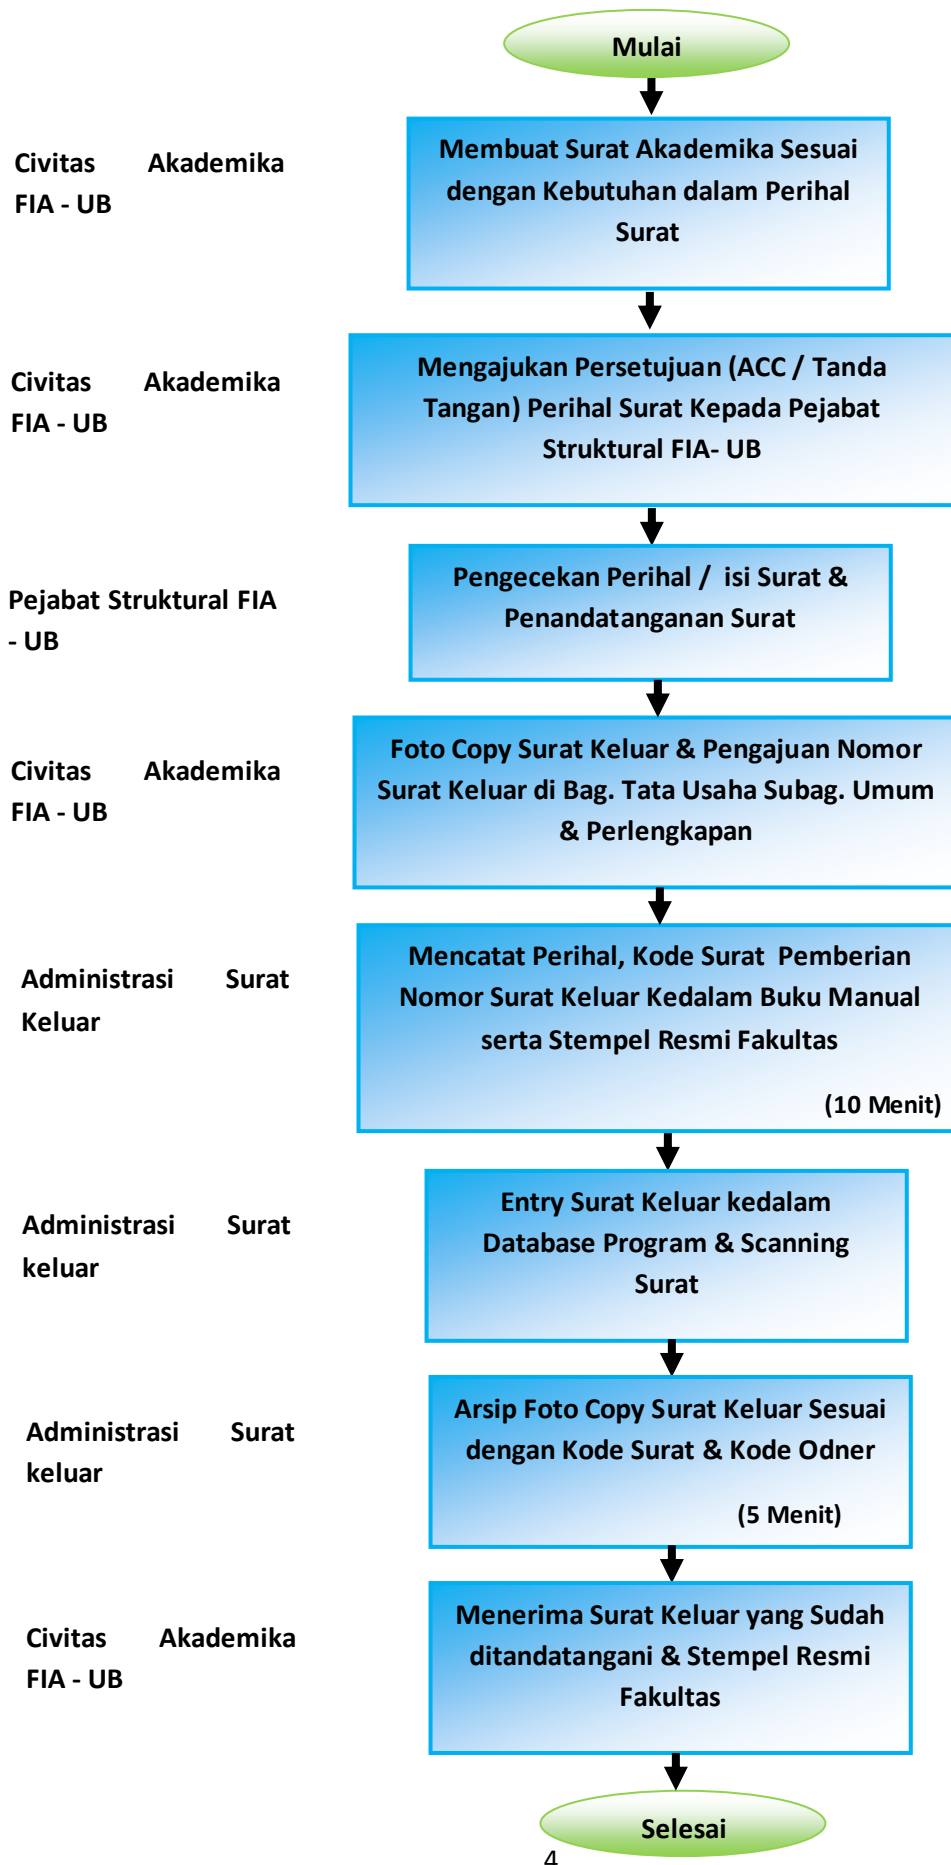 Mulai
Civitas Akademika
FIA - UB
Membuat Surat Akademika Sesuai
dengan Kebutuhan dalam Perihal
Surat
Civitas Akademika
FIA - UB
Mengajukan Persetujuan (ACC / Tanda
Tangan) Perihal Surat Kepada Pejabat
Struktural FIA- UB
Pejabat Struktural FIA
- UB
Pengecekan Perihal / isi Surat &
Penandatanganan Surat
Civitas Akademika
FIA - UB
Foto Copy Surat Keluar & Pengajuan Nomor
Surat Keluar di Bag. Tata Usaha Subag. Umum
& Perlengkapan
Administrasi Surat
Keluar
Mencatat Perihal, Kode Surat Pemberian
Nomor Surat Keluar Kedalam Buku Manual
serta Stempel Resmi Fakultas
(10 Menit)
Administrasi Surat
keluar
Entry Surat Keluar kedalam
Database Program & Scanning
Surat
Administrasi Surat
keluar
Arsip Foto Copy Surat Keluar Sesuai
dengan Kode Surat & Kode Odner
(5 Menit)
Civitas Akademika
FIA - UB
Menerima Surat Keluar yang Sudah
ditandatangani & Stempel Resmi
Fakultas
Selesai
4